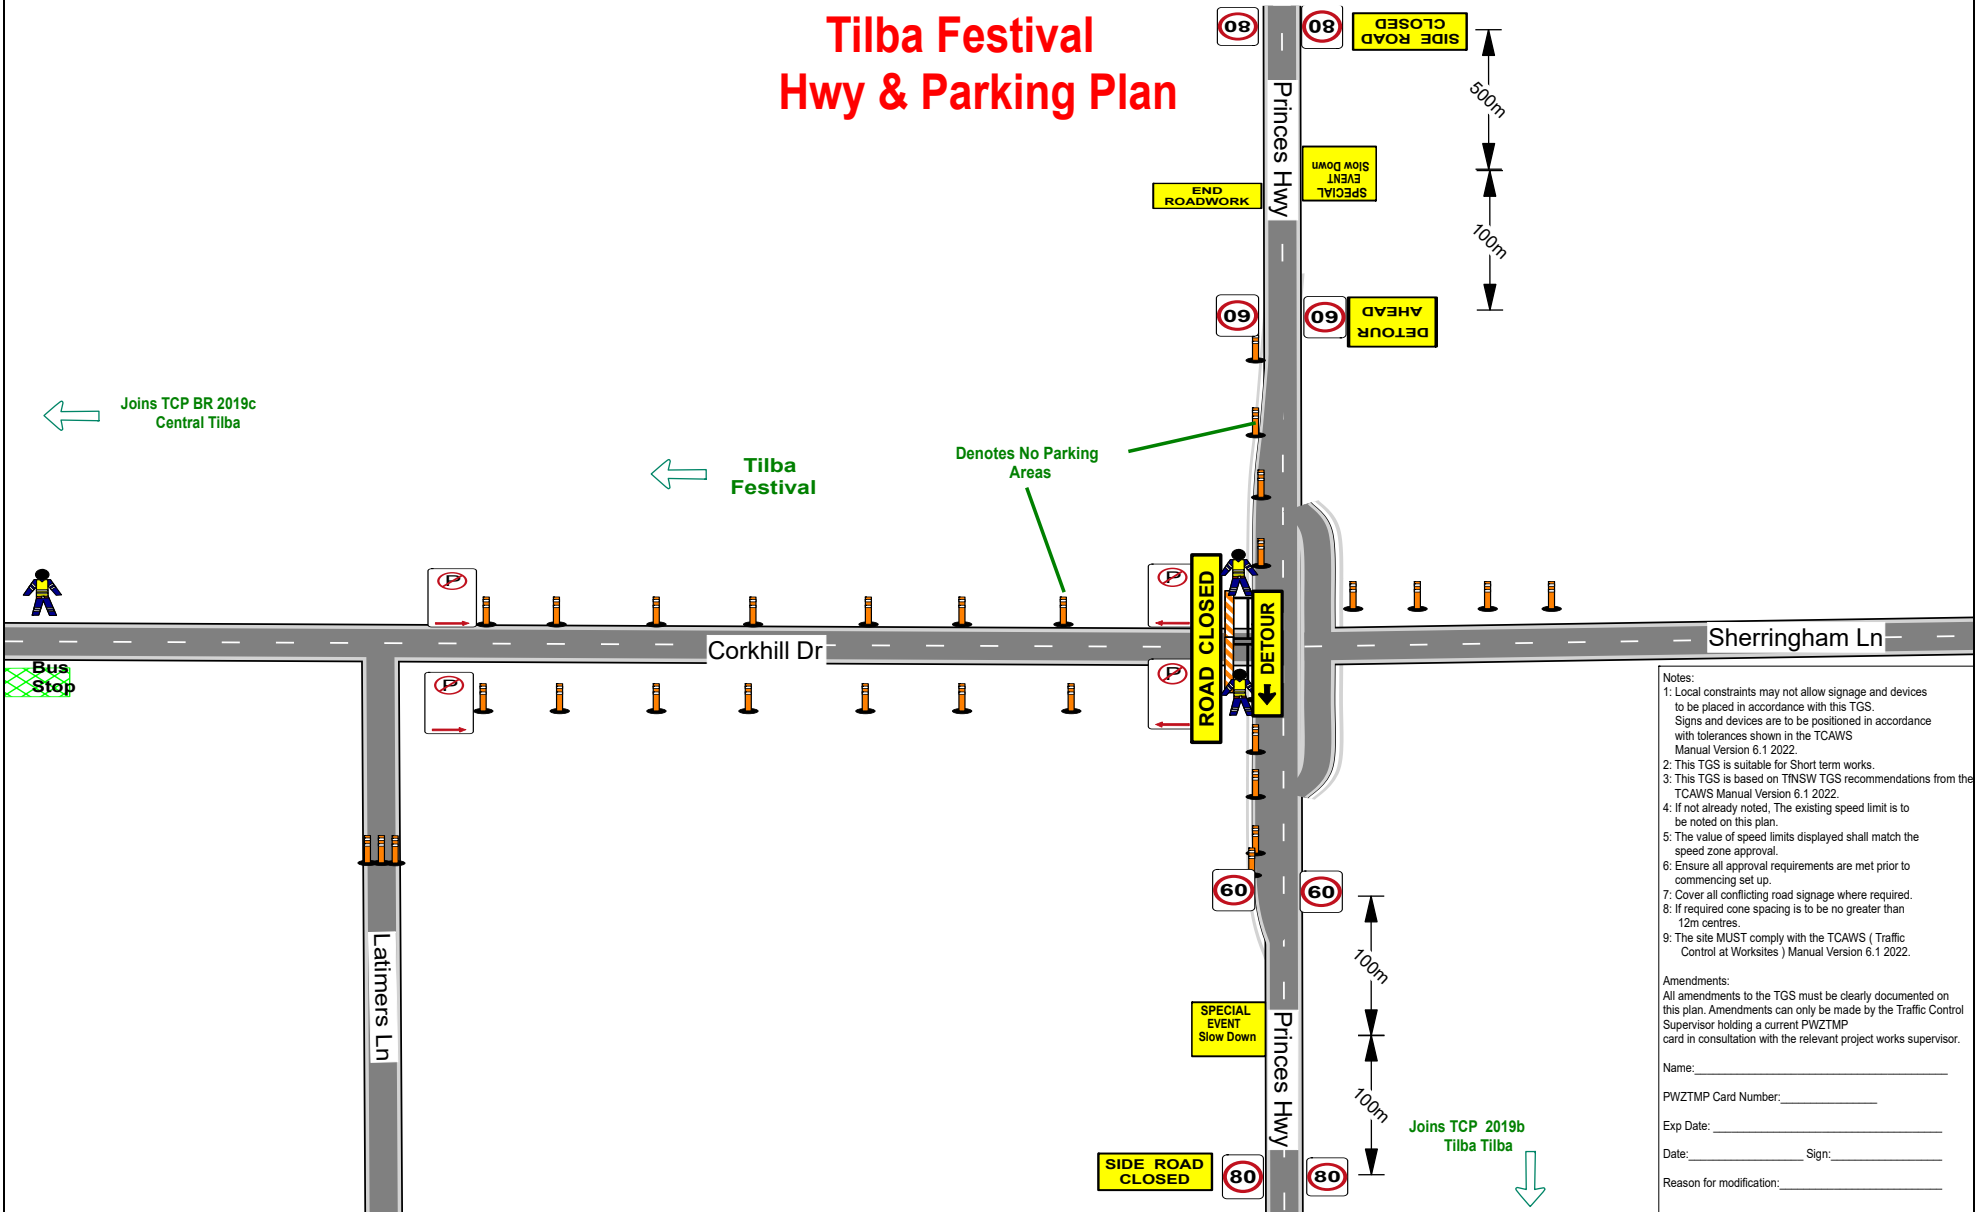 Tilba Festival
Hwy & Parking Plan
80
80
SIDE ROAD
CLOSED
500m
Princes Hwy
SPECIAL
EVENT
Slow Down
END
ROADWORK
100m
60
60
DETOUR
AHEAD
Joins TCP BR 2019c
Central Tilba
Tilba
Festival
Denotes No Parking
Areas
P
P
ROAD CLOSED
DETOUR
Corkhill Dr
Sherringham Ln
Bus
Stop
P
P
60
60
Latimers Ln
100m
SPECIAL
EVENT
Slow Down
Princes Hwy
100m
Joins TCP 2019b
Tilba Tilba
SIDE ROAD
CLOSED
80
80
Notes:
1: Local constraints may not allow signage and devices
to be placed in accordance with this TGS.
Signs and devices are to be positioned in accordance
with tolerances shown in the TCAWS
Manual Version 6.1 2022.
2: This TGS is suitable for Short term works.
3: This TGS is based on TfNSW TGS recommendations from the
TCAWS Manual Version 6.1 2022.
4: If not already noted, The existing speed limit is to
be noted on this plan.
5: The value of speed limits displayed shall match the
speed zone approval.
6: Ensure all approval requirements are met prior to
commencing set up.
7: Cover all conflicting road signage where required.
8: If required cone spacing is to be no greater than
12m centres.
9: The site MUST comply with the TCAWS ( Traffic
Control at Worksites ) Manual Version 6.1 2022.
Amendments:
All amendments to the TGS must be clearly documented on
this plan. Amendments can only be made by the Traffic Control
Supervisor holding a current PWZTMP
card in consultation with the relevant project works supervisor.
Name:
PWZTMP Card Number:
Exp Date:
Date: Sign:
Reason for modification: